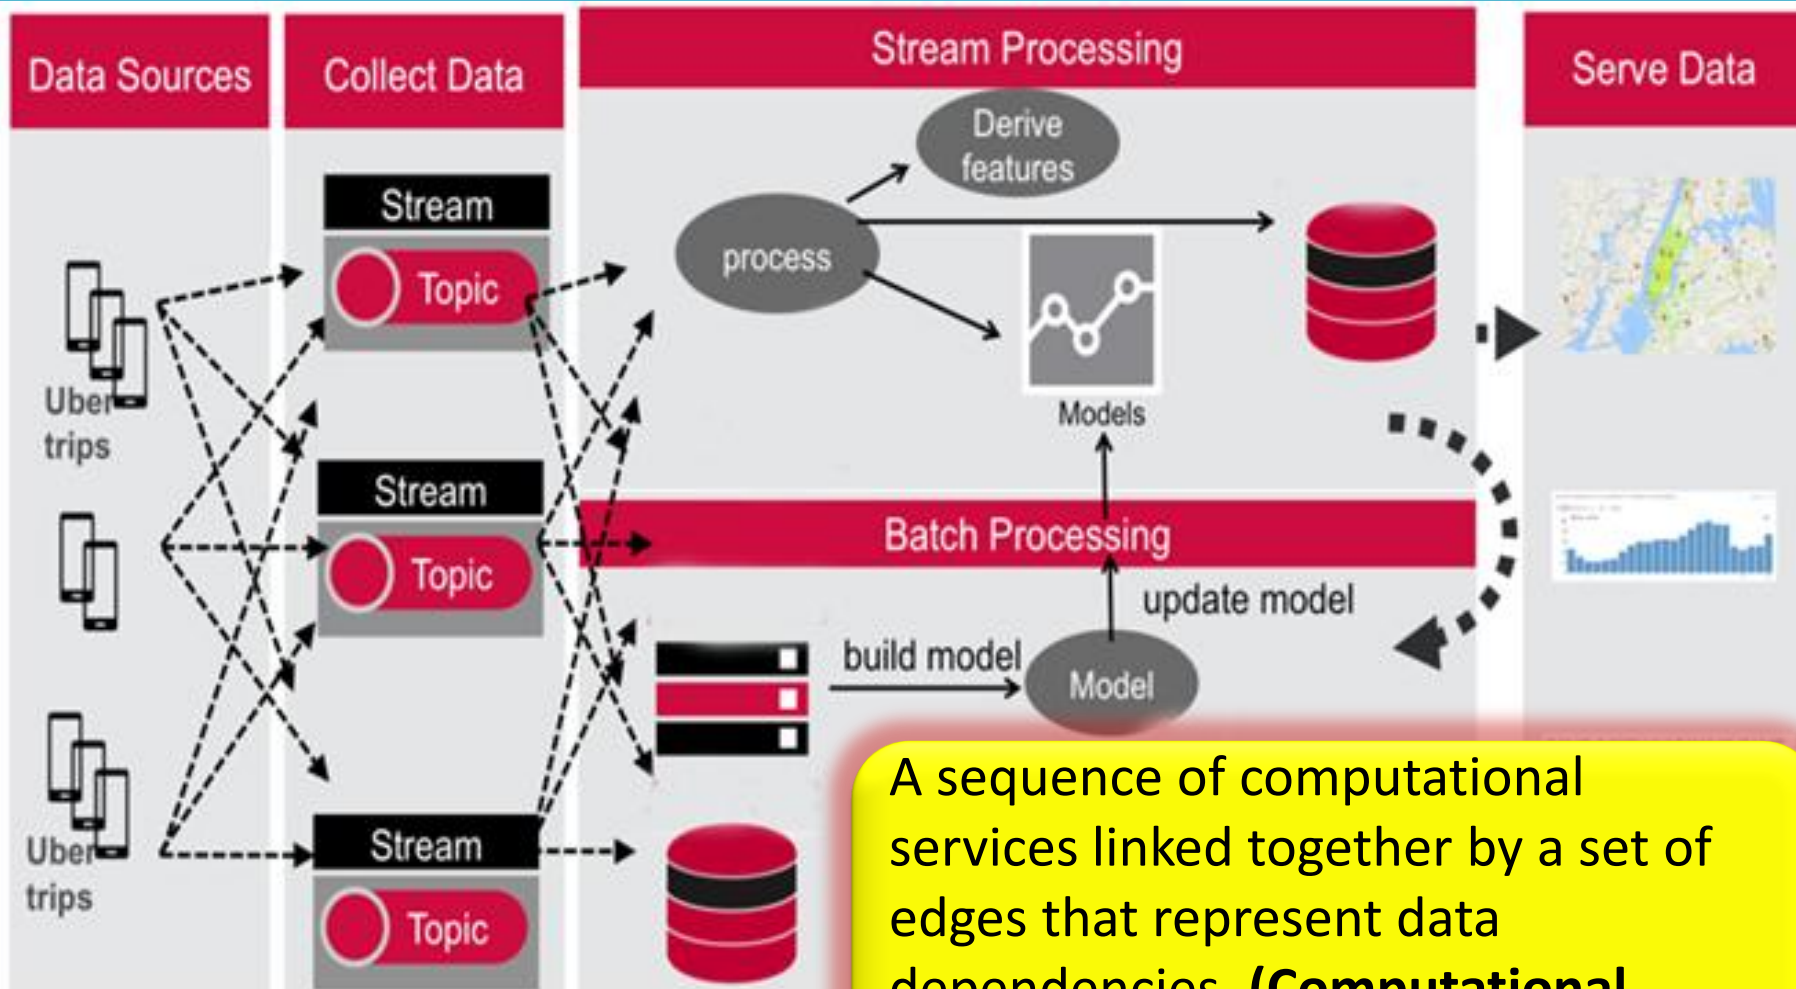 Data Sources
Collect Data
Stream Processing
Serve Data
Derive
features
Stream
process
Topic
Uber
trips
Models
Stream
Topic
Batch Processing
update model
build model
Model
Uber
trips
Stream
Topic
A sequence of computational
services linked together by a set of
edges that represent data
dependencies (Computational